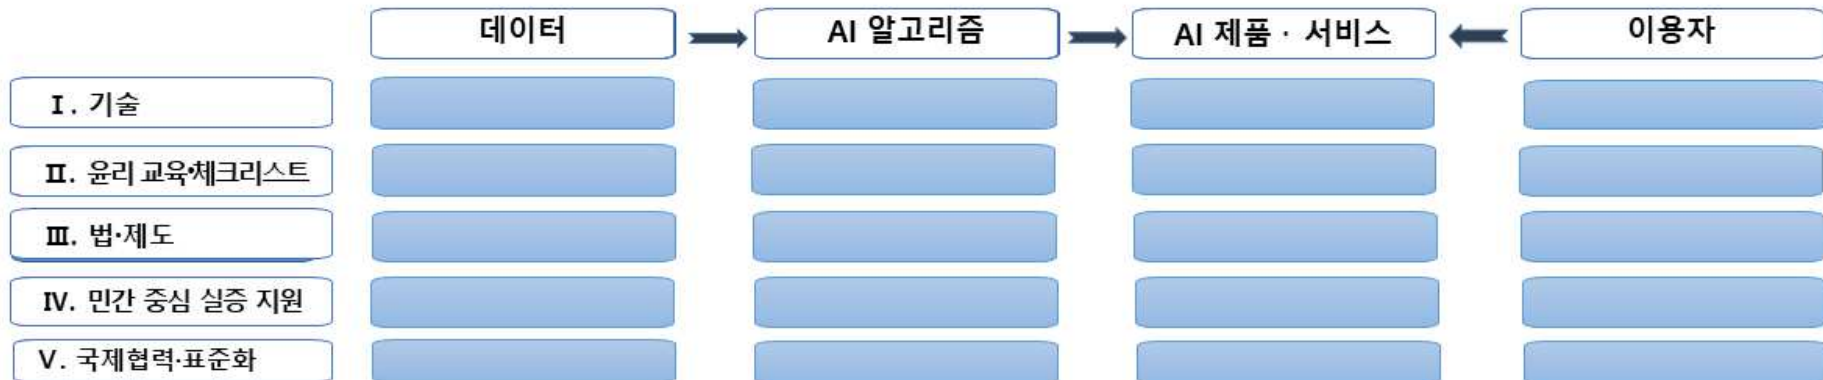 데이터
AI 알고리즘
AI 제품 · 서비스
이용자
Ⅰ. 기술
Ⅱ. 윤리 교육·체크리스트
Ⅲ. 법·제도
Ⅳ. 민간 중심 실증 지원
Ⅴ. 국제협력·표준화